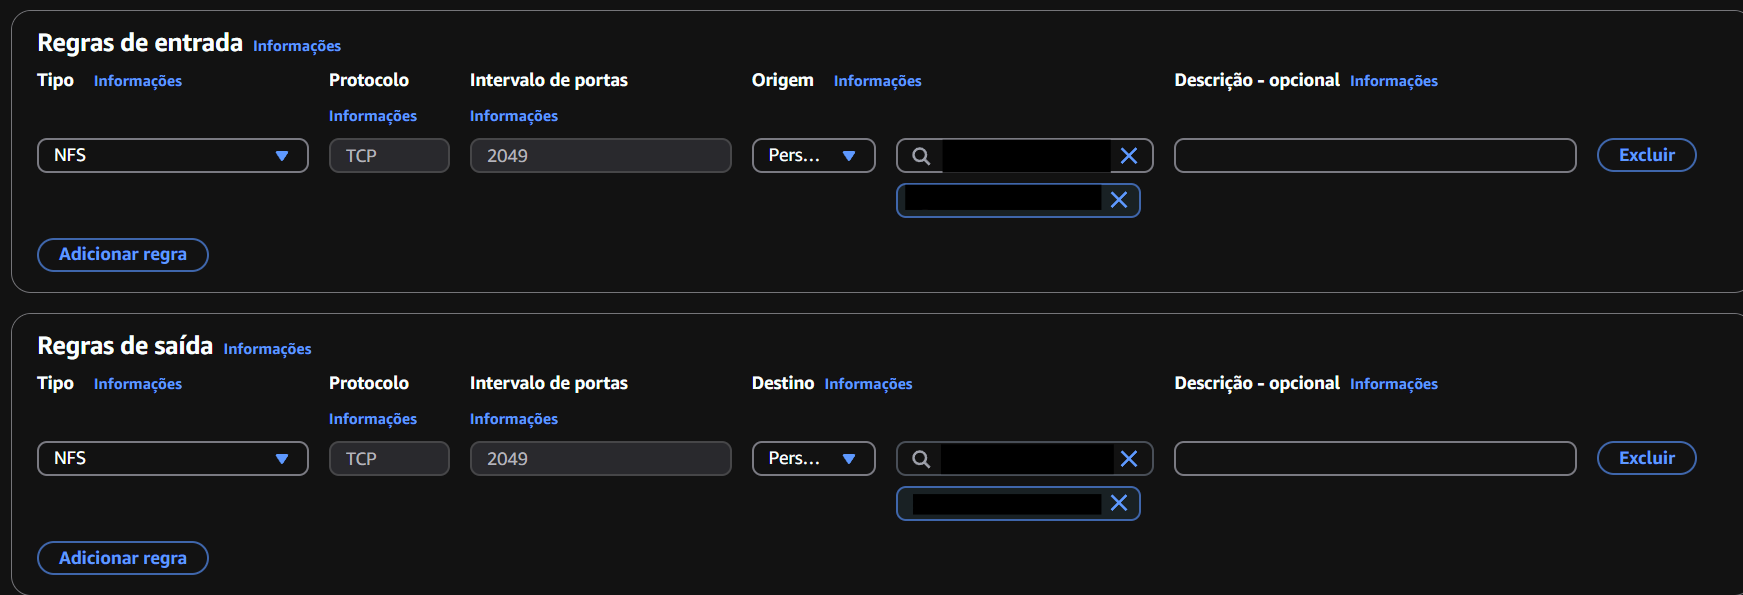 Regras de entrada Informações
Tipo Informações Protocolo Intervalo de portas Origem Informações Descrição - opcional Informações
Informações Informações
NFS TCP 2049 Pers... Excluir
Adicionar regra
Regras de saída Informações
Tipo Informações Protocolo Intervalo de portas Destino Informações Descrição - opcional Informações
Informações Informações
NFS TCP 2049 Pers... Excluir
Adicionar regra